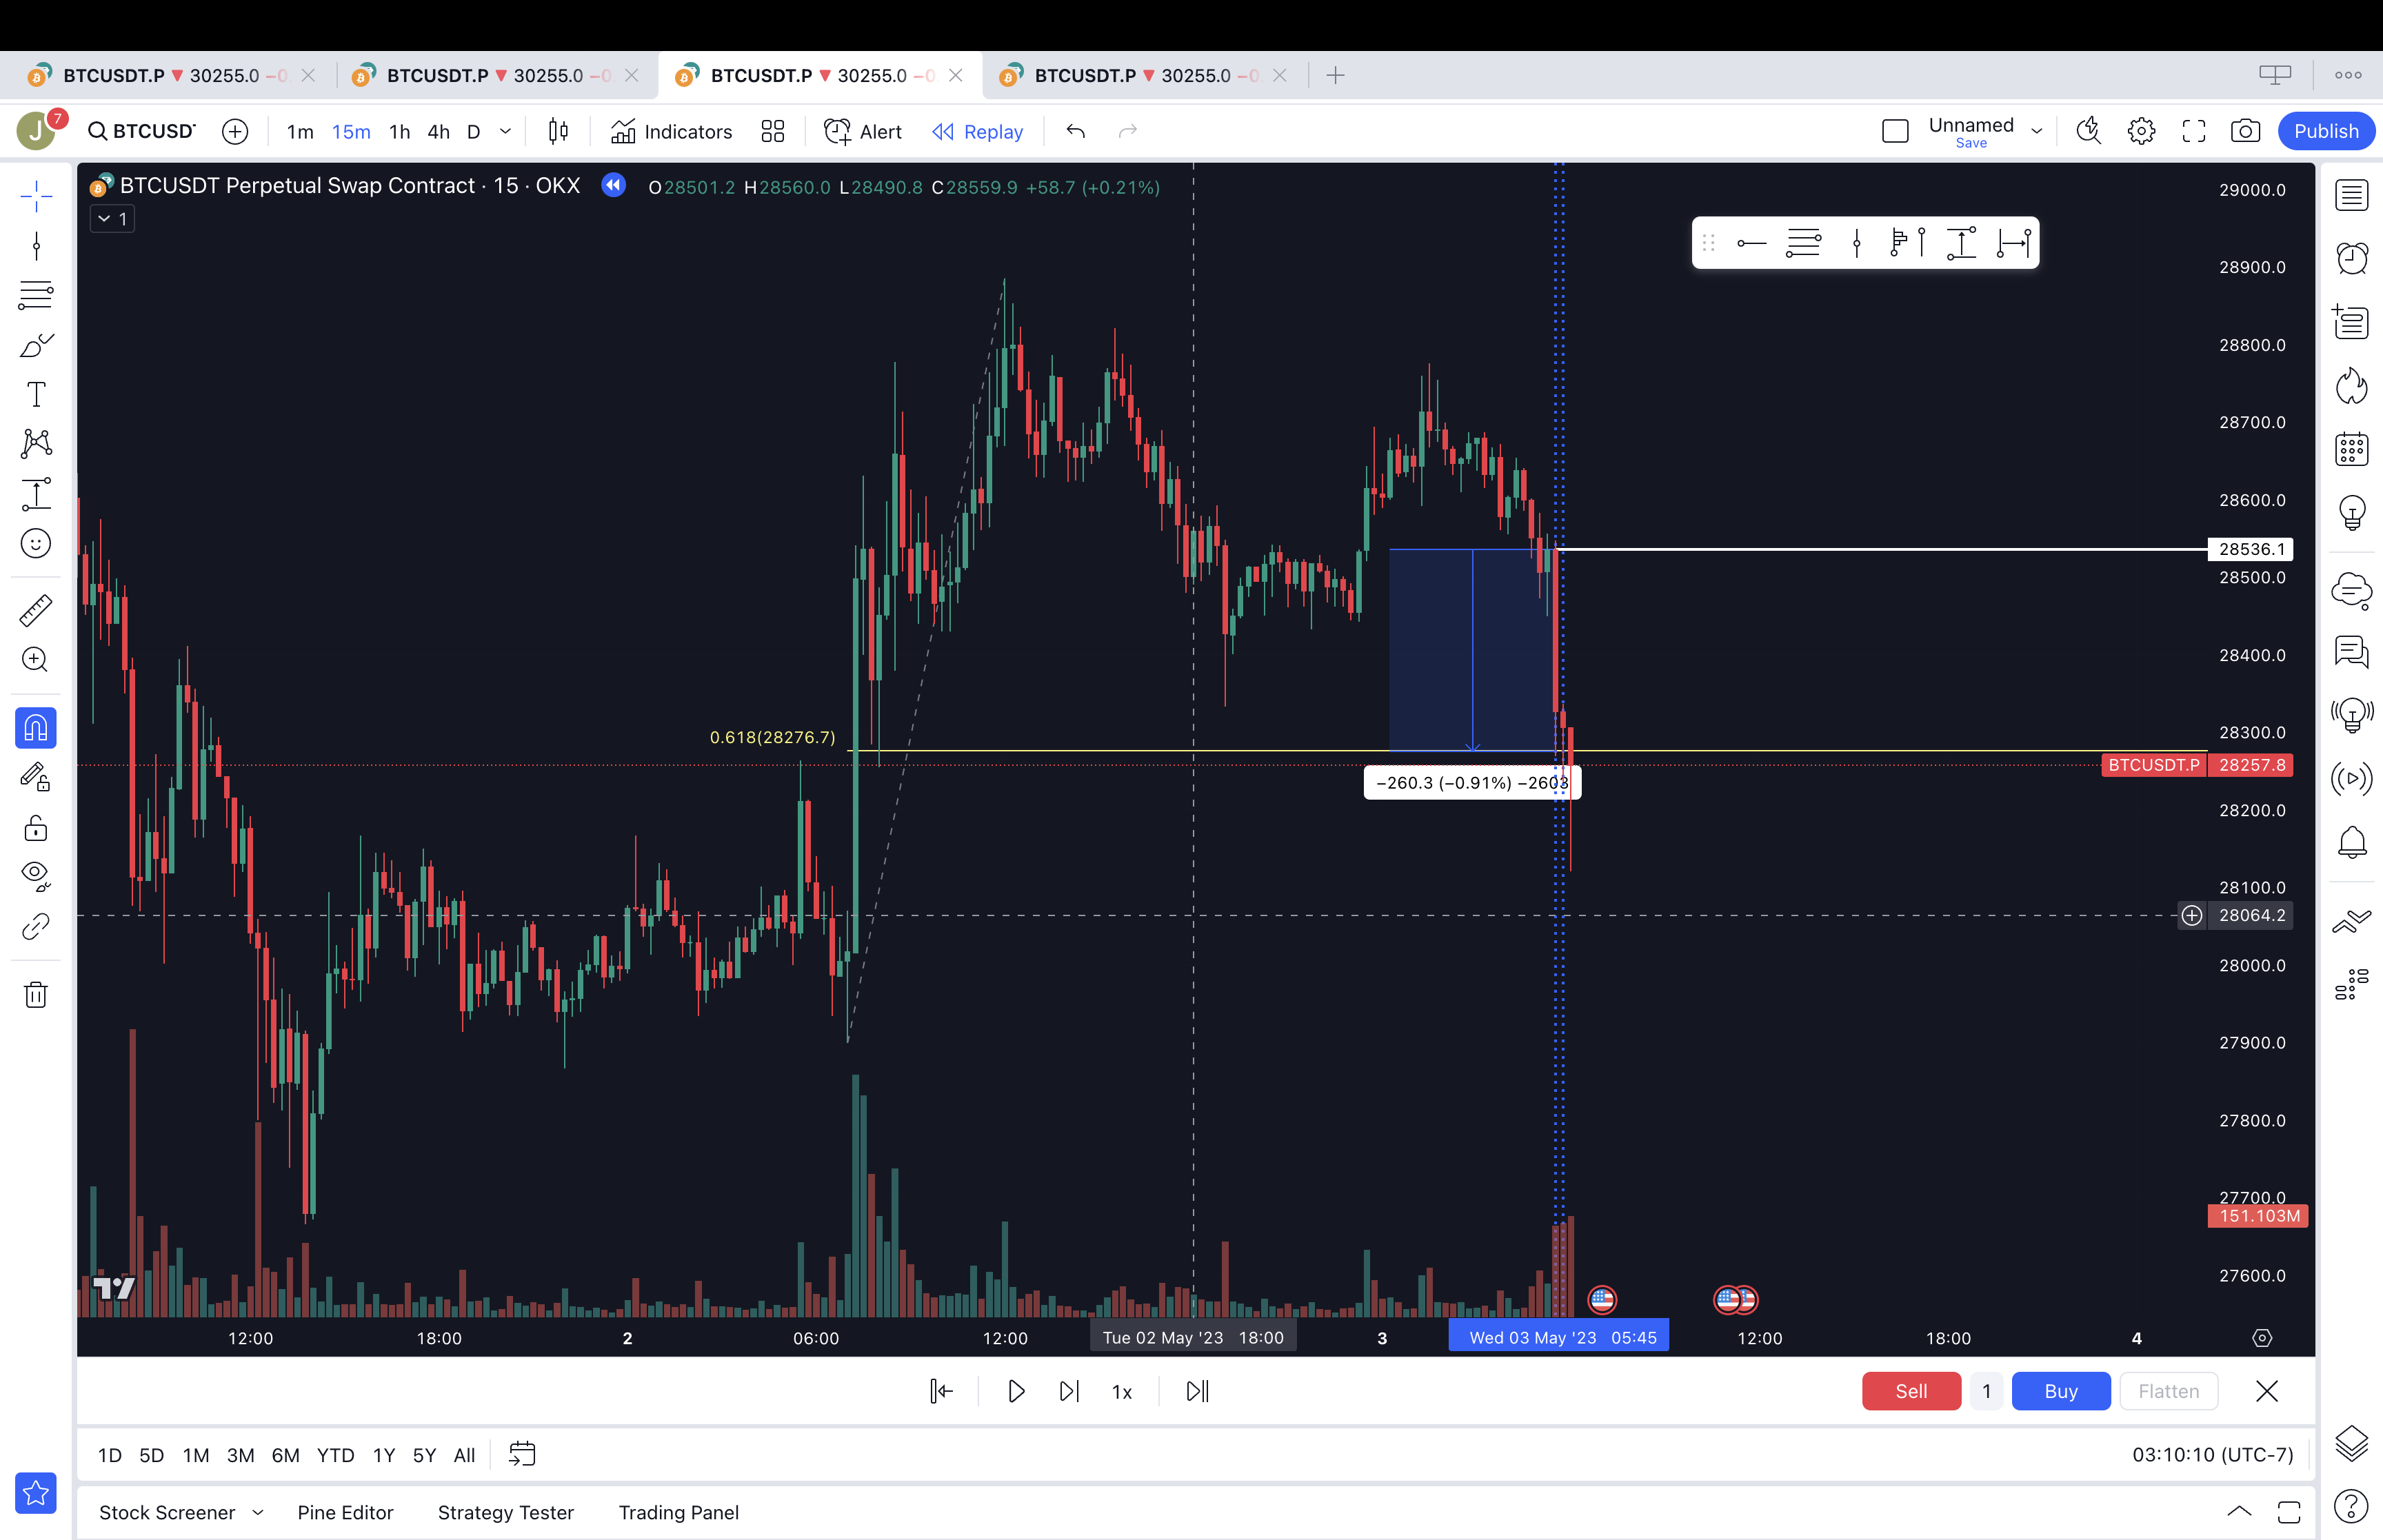 BTCUSDT.P ▼ 30255.0 −0
BTCUSDT.P ▼ 30255.0 −0
BTCUSDT.P ▼ 30255.0 −0
BTCUSDT.P ▼ 30255.0 −0
J 7 BTCUSD 1m 15m 1h 4h D Indicators Alert Replay Unnamed Save Publish
BTCUSDT Perpetual Swap Contract · 15 · OKX O28501.2 H28560.0 L28490.8 C28559.9 +58.7 (+0.21%)
1
29000.0
28900.0
28800.0
28700.0
28600.0
28536.1
28500.0
28400.0
28300.0
0.618(28276.7)
BTCUSDT.P 28257.8
−260.3 (−0.91%) −2603
28200.0
28100.0
28064.2
28000.0
27900.0
27800.0
27700.0
151.103M
27600.0
12:00 18:00 2 06:00 12:00 Tue 02 May '23 18:00 3 Wed 03 May '23 05:45 12:00 18:00 4
1x Sell 1 Buy Flatten
1D 5D 1M 3M 6M YTD 1Y 5Y All 03:10:10 (UTC-7)
Stock Screener Pine Editor Strategy Tester Trading Panel